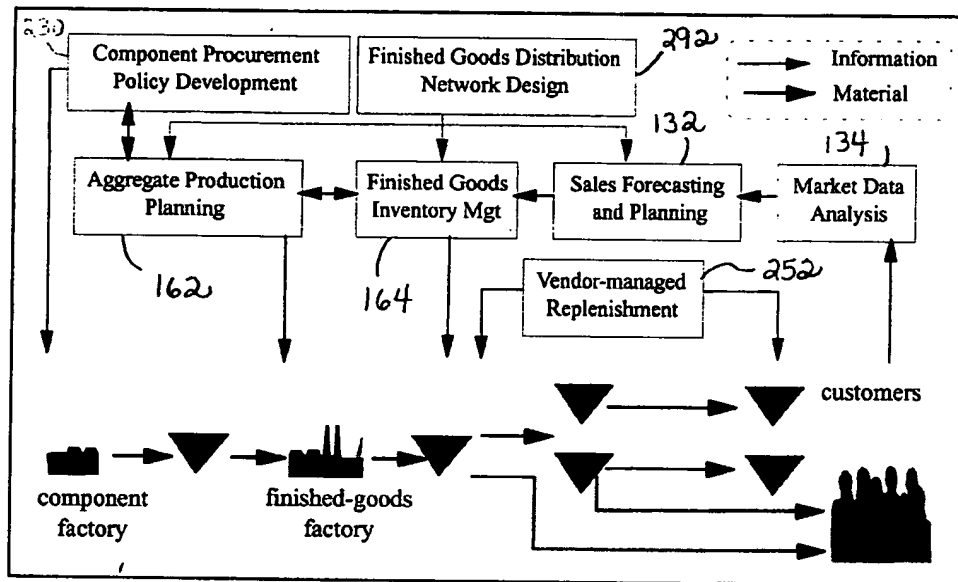 230
Component Procurement
Policy Development
Finished Goods Distribution
Network Design
292
Information
Material
132
134
Aggregate Production
Planning
Finished Goods
Inventory Mgt
Sales Forecasting
and Planning
Market Data
Analysis
162
164
Vendor-managed
Replenishment
252
customers
component
factory
finished-goods
factory